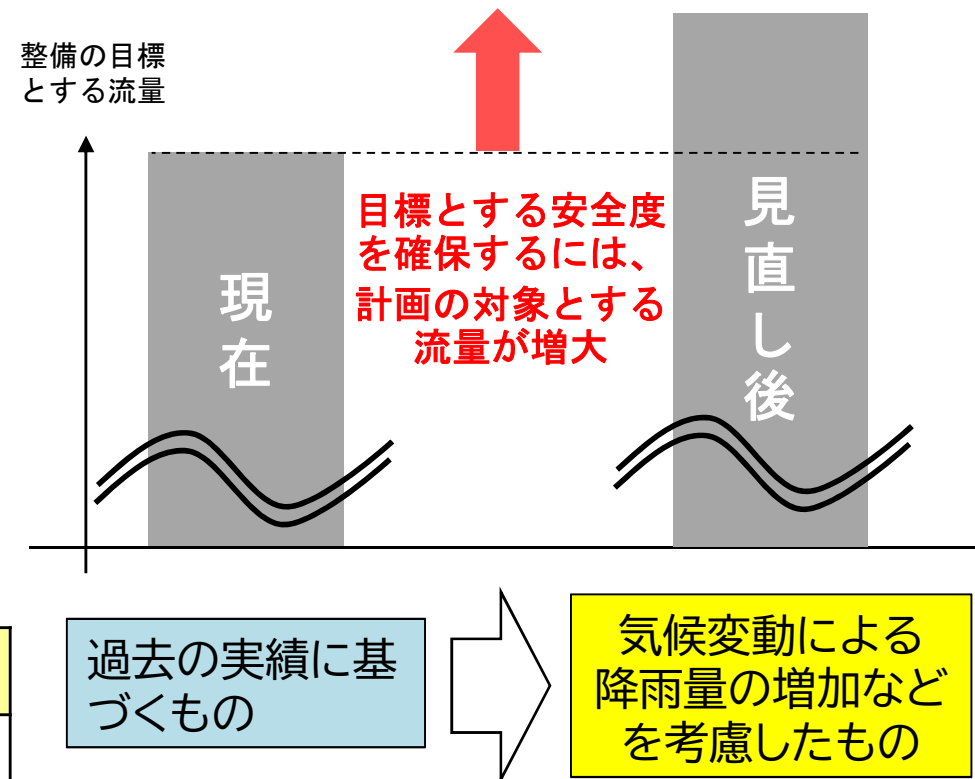 整備の目標
とする流量
目標とする安全度
を確保するには、
計画の対象とする
流量が増大
現在
見直し後
過去の実績に基
づくもの
気候変動による
降雨量の増加など
を考慮したもの